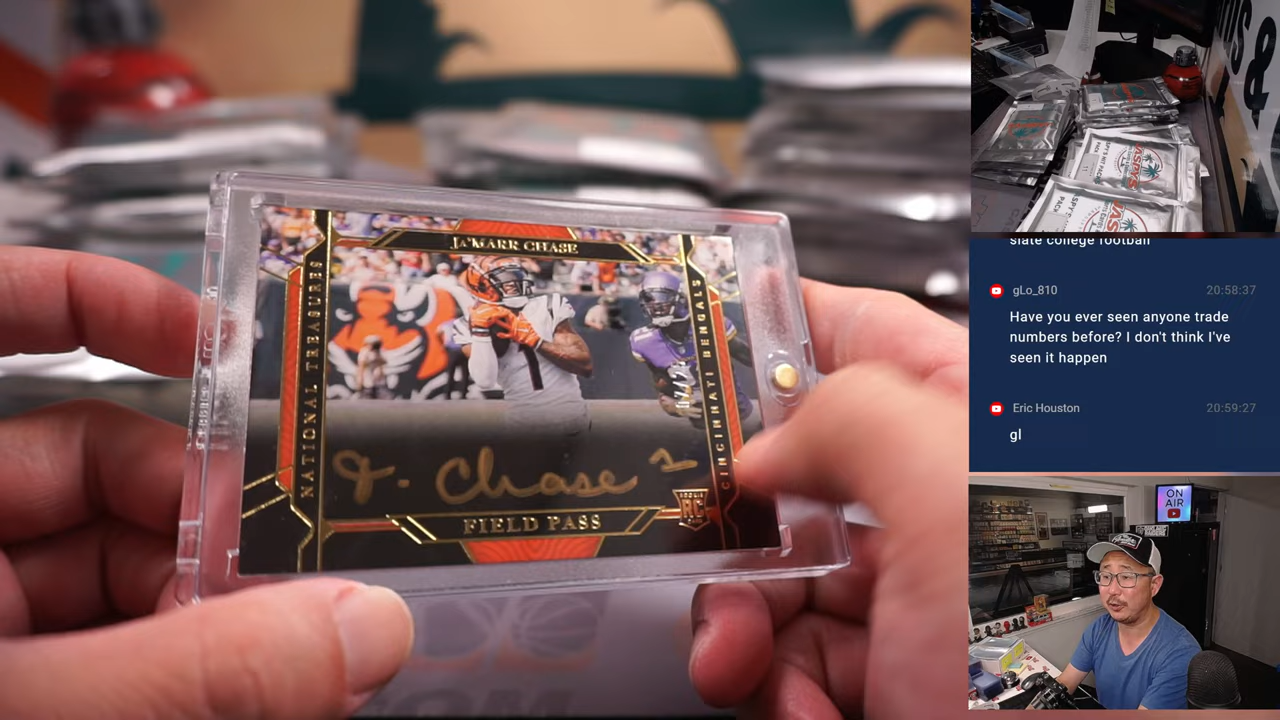 JA'MARR CHASE
NATIONAL TREASURES
CINCINNATI BENGALS
J. Chase 1
FIELD PASS
RC
slate college football
gLo_810 20:58:37
Have you ever seen anyone trade
numbers before? I don't think I've
seen it happen
Eric Houston 20:59:27
gl
ON
AIR